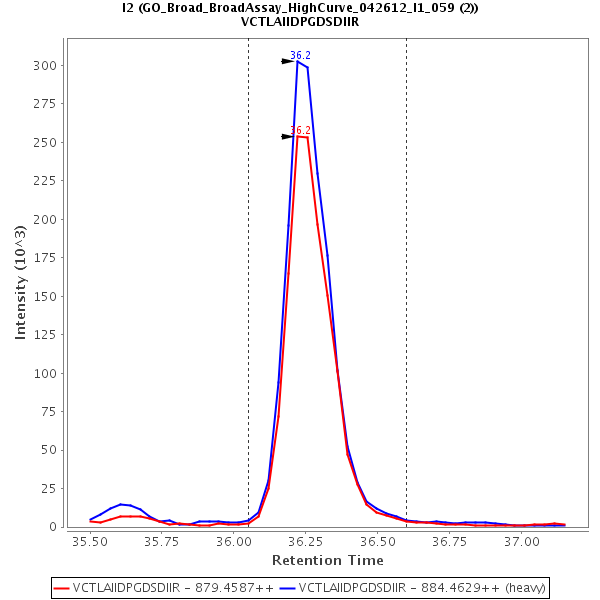 I2 (GO_Broad_BroadAssay_HighCurve_042612_I1_059 (2))
VCTLAIIDPGDSDIIR
36.2
36.2
300
275
250
225
200
175
150
125
100
75
50
25
0
Intensity (10^3)
35.50 35.75 36.00 36.25 36.50 36.75 37.00
Retention Time
VCTLAIIDPGDSDIIR - 879.4587++ VCTLAIIDPGDSDIIR - 884.4629++ (heavy)